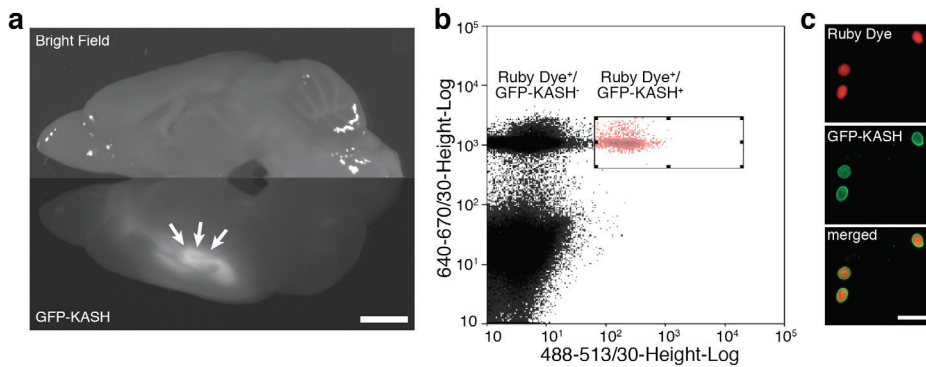 a
Bright Field
GFP-KASH
b
640-670/30-Height-Log
10⁵
10⁴
10³
10²
10¹
10
Ruby Dye⁺/
GFP-KASH⁻
Ruby Dye⁺/
GFP-KASH⁺
10 10¹ 10² 10³ 10⁴ 10⁵
488-513/30-Height-Log
c
Ruby Dye
GFP-KASH
merged